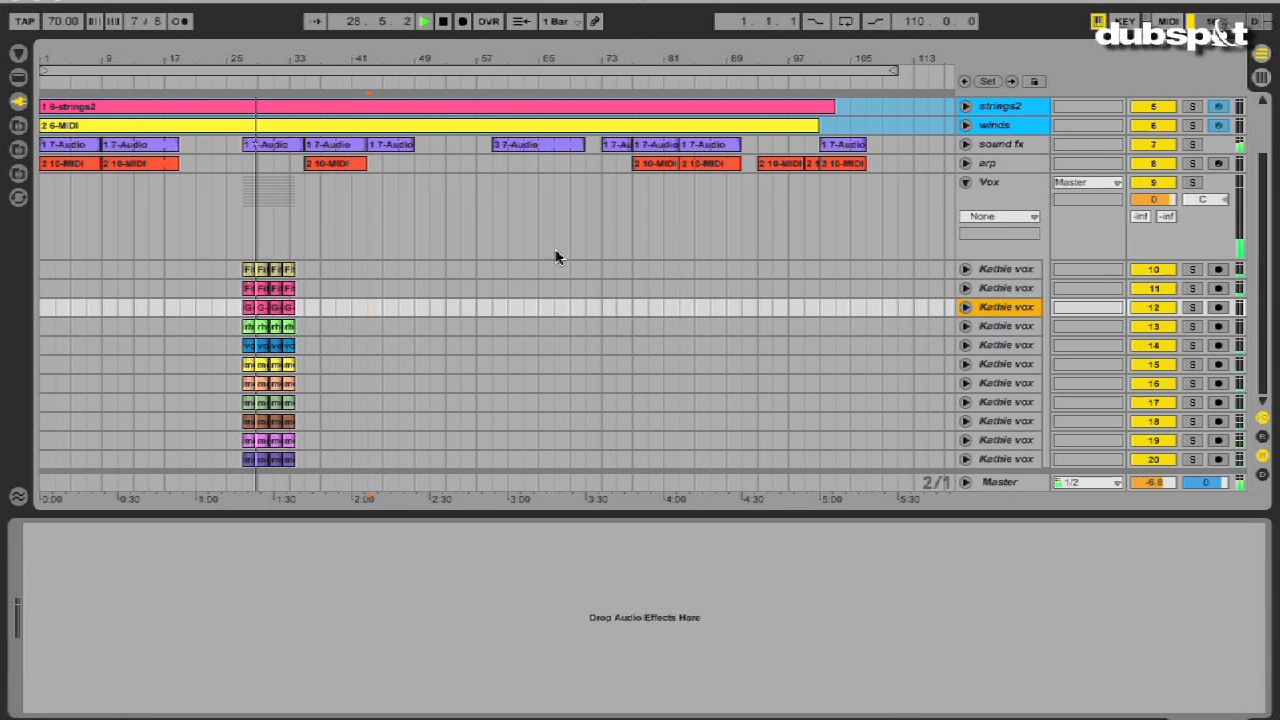 TAP 70.00 7 / 8 28. 5. 2 OVR 1 Bar 1. 1. 1 110. 0. 0 KEY MIDI D
dubspot
1 9 17 25 33 41 49 57 65 73 81 89 97 105 113
Set
1 6-strings2 strings2 5 S
2 6-MIDI winds 6 S
1 7-Audio 1 7-Audio 1 7-Audio 1 7-Audio 1 7-Audio 3 7-Audio 1 7-Au 1 7-Audio 1 7-Audio 1 7-Audio sound fx 7 S
2 10-MIDI 2 10-MIDI 2 10-MIDI 2 10-MIDI 2 10-MIDI 2 10-MIDI 2 10-MIDI arp 8 S
Vox Master 9 S
0 C
None -inf -inf
Kathie vox 10 S
Kathie vox 11 S
Kathie vox 12 S
Kathie vox 13 S
Kathie vox 14 S
Kathie vox 15 S
Kathie vox 16 S
Kathie vox 17 S
Kathie vox 18 S
Kathie vox 19 S
Kathie vox 20 S
2/1 Master 1/2 -6.8 0
0:00 0:30 1:00 1:30 2:00 2:30 3:00 3:30 4:00 4:30 5:00 5:30
R
M
D
Drop Audio Effects Here